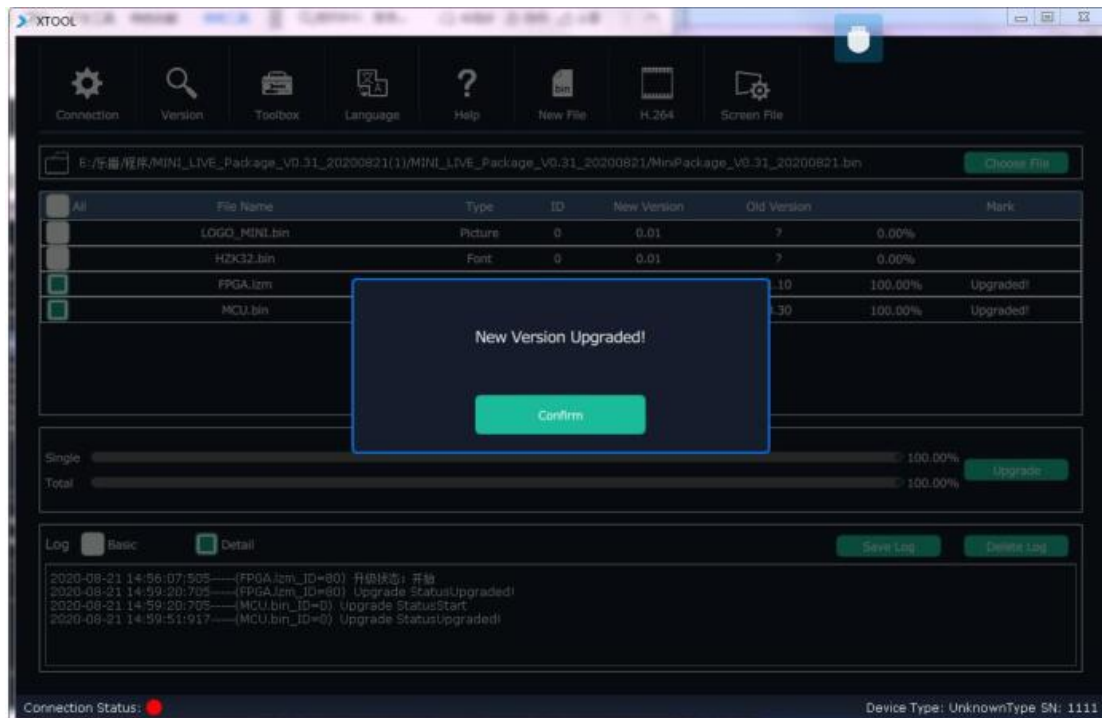 XTOOL
Connection Version Toolbox Language Help New File H.264 Screen File
E:/乐播/程序/MINI_LIVE_Package_V0.31_20200821(1)/MINI_LIVE_Package_V0.31_20200821/MiniPackage_V0.31_20200821.bin Choose File
All File Name Type ID New Version Old Version Mark
LOGO_MINI.bin Picture 0 0.01 ? 0.00%
HZK32.bin Font 0 0.01 ? 0.00%
FPGA.lzm .10 100.00% Upgraded!
MCU.bin .30 100.00% Upgraded!
New Version Upgraded!
Confirm
Single 100.00%
Upgrade
Total 100.00%
Log Basic Detail Save Log Delete Log
2020-08-21 14:56:07:505-----(FPGA.lzm_ID=80) 升级状态: 开始
2020-08-21 14:59:20:705-----(FPGA.lzm_ID=80) Upgrade StatusUpgraded!
2020-08-21 14:59:20:705-----(MCU.bin_ID=0) Upgrade StatusStart
2020-08-21 14:59:51:917-----(MCU.bin_ID=0) Upgrade StatusUpgraded!
Connection Status: Device Type: UnknownType SN: 1111